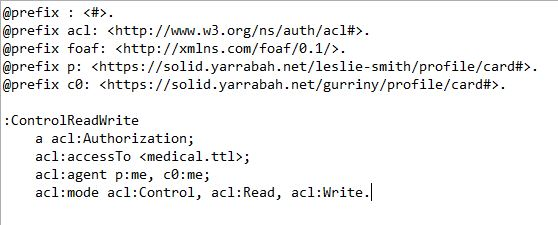 @prefix : <#>.
@prefix acl: <http://www.w3.org/ns/auth/acl#>.
@prefix foaf: <http://xmlns.com/foaf/0.1/>.
@prefix p: <https://solid.yarrabah.net/leslie-smith/profile/card#>.
@prefix c0: <https://solid.yarrabah.net/gurriny/profile/card#>.
:ControlReadWrite
a acl:Authorization;
acl:accessTo <medical.ttl>;
acl:agent p:me, c0:me;
acl:mode acl:Control, acl:Read, acl:Write.